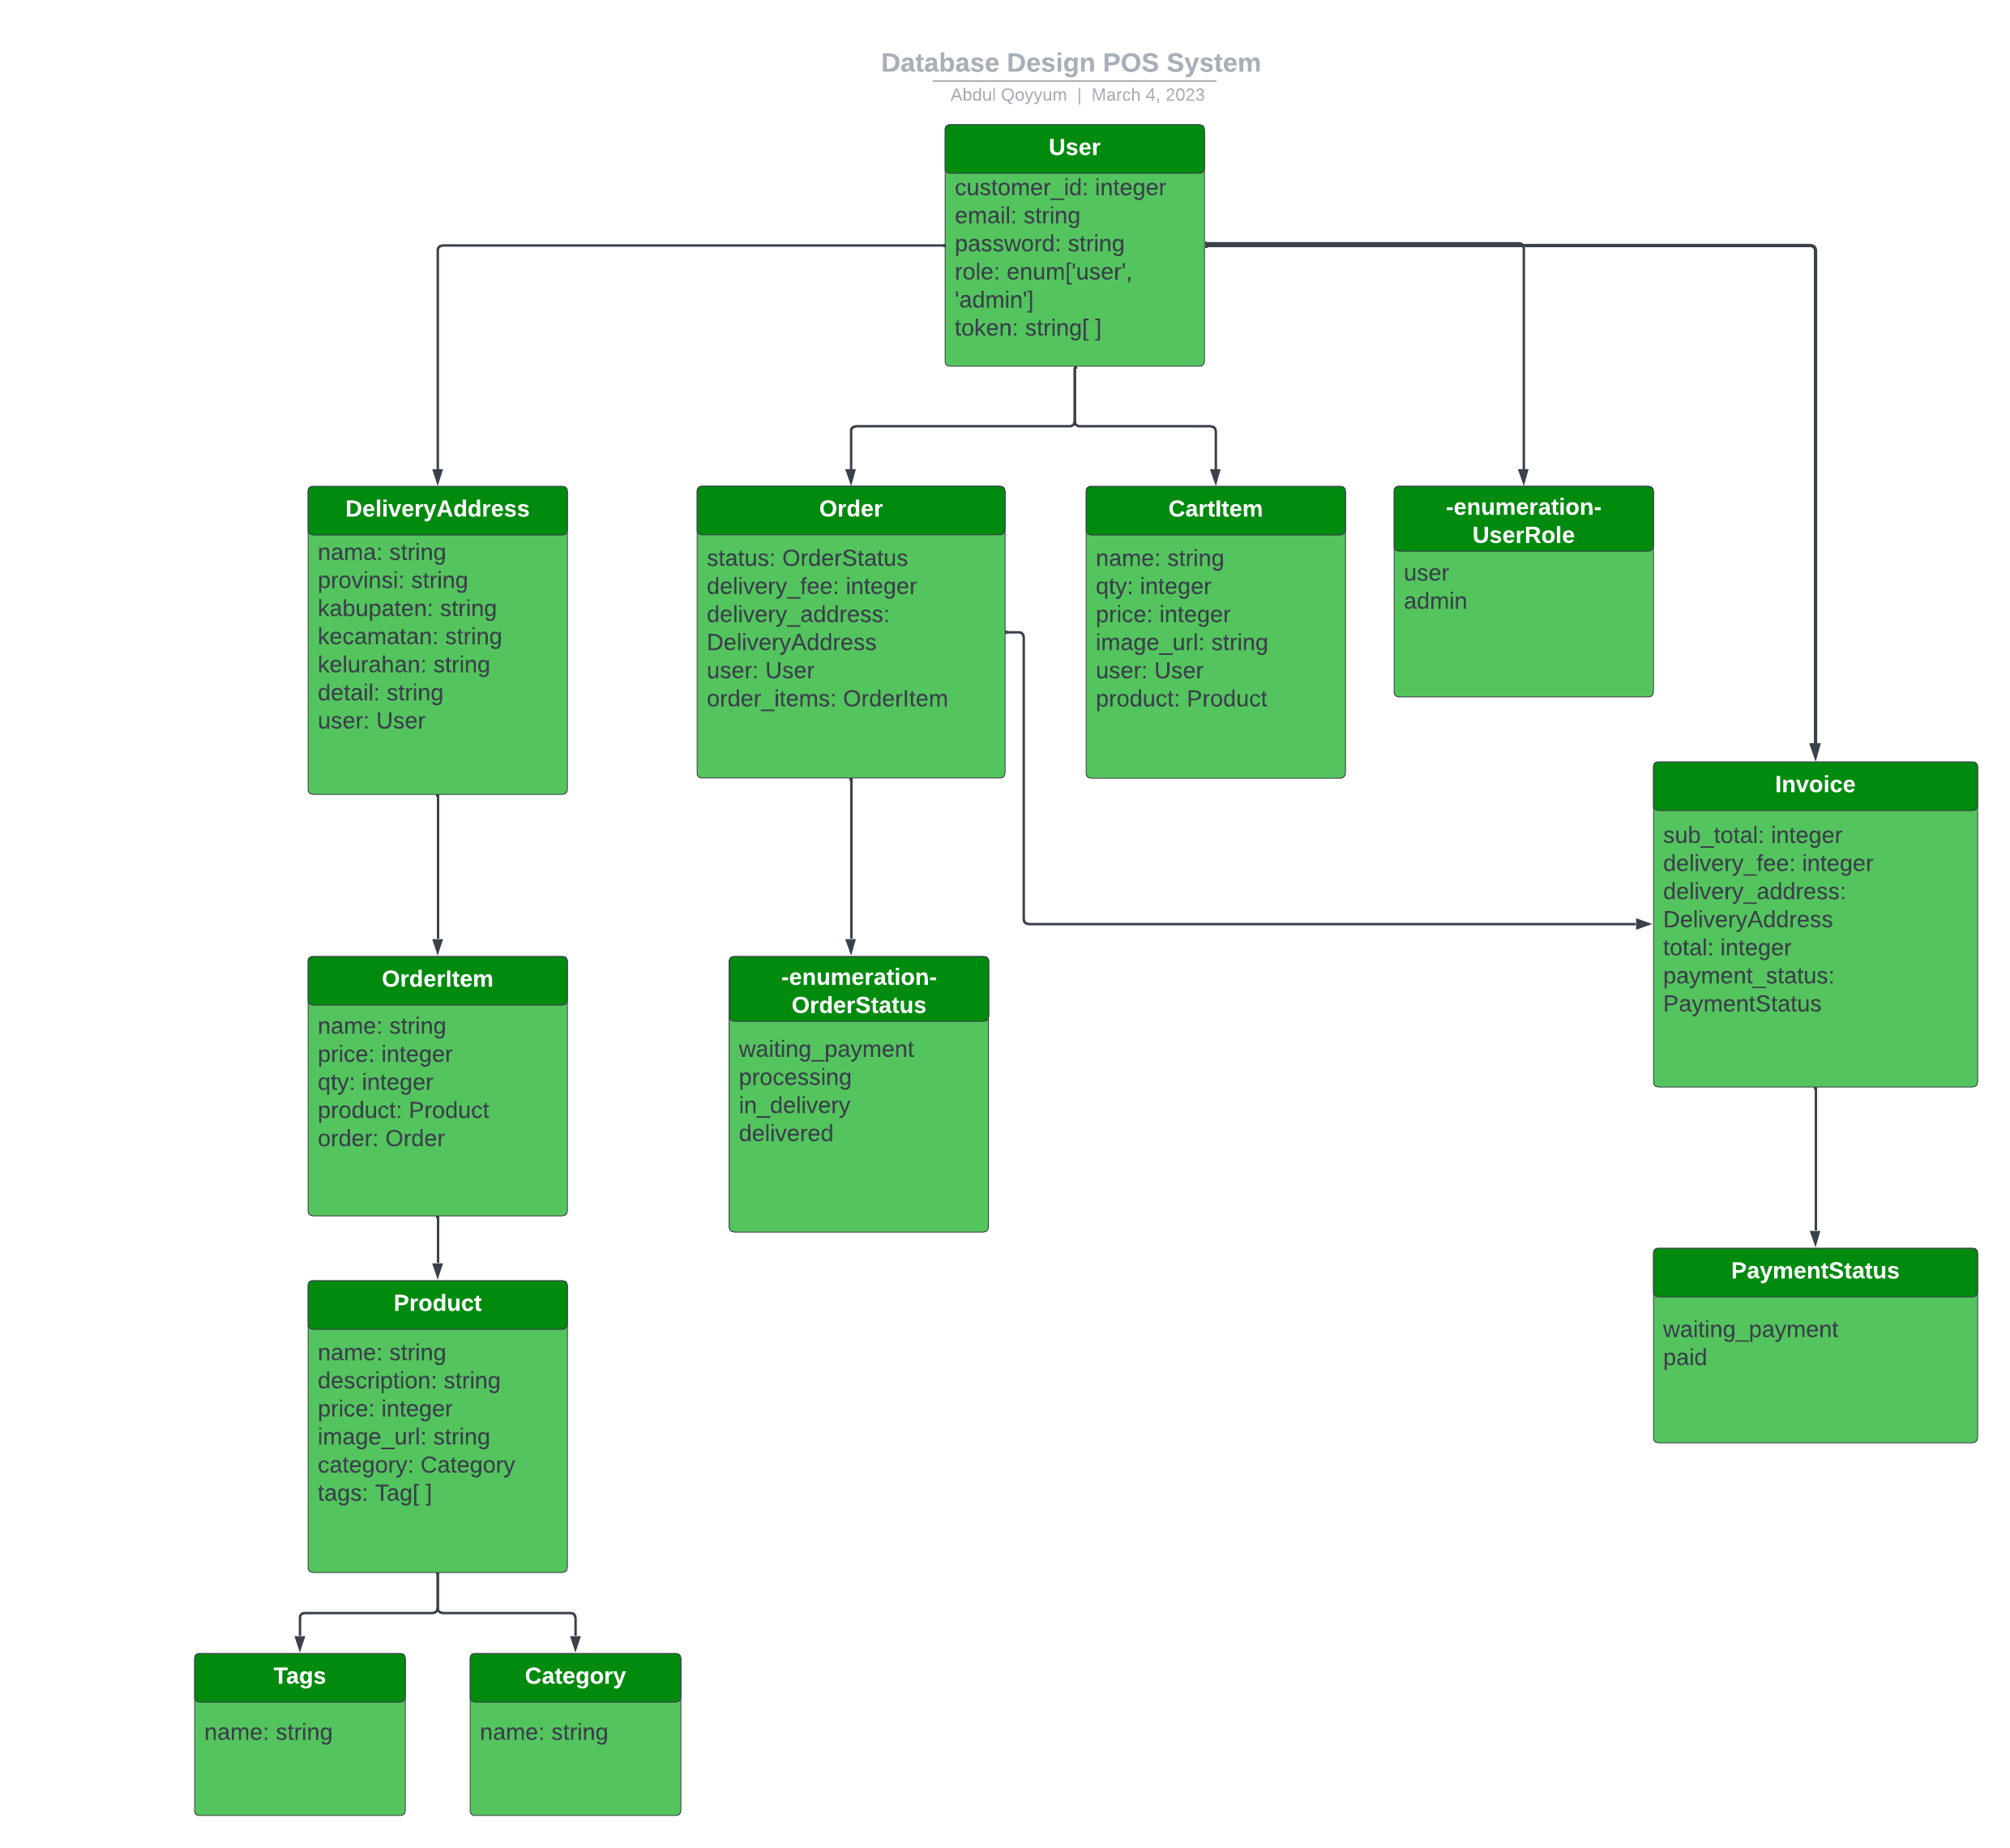 Database Design POS System
Abdul Qoyyum | March 4, 2023
User
customer_id: integer
email: string
password: string
role: enum['user',
'admin']
token: string[ ]
DeliveryAddress
nama: string
provinsi: string
kabupaten: string
kecamatan: string
kelurahan: string
detail: string
user: User
Order
status: OrderStatus
delivery_fee: integer
delivery_address:
DeliveryAddress
user: User
order_items: OrderItem
CartItem
name: string
qty: integer
price: integer
image_url: string
user: User
product: Product
-enumeration-
UserRole
user
admin
Invoice
sub_total: integer
delivery_fee: integer
delivery_address:
DeliveryAddress
total: integer
payment_status:
PaymentStatus
OrderItem
name: string
price: integer
qty: integer
product: Product
order: Order
-enumeration-
OrderStatus
waiting_payment
processing
in_delivery
delivered
Product
name: string
description: string
price: integer
image_url: string
category: Category
tags: Tag[ ]
PaymentStatus
waiting_payment
paid
Tags
name: string
Category
name: string